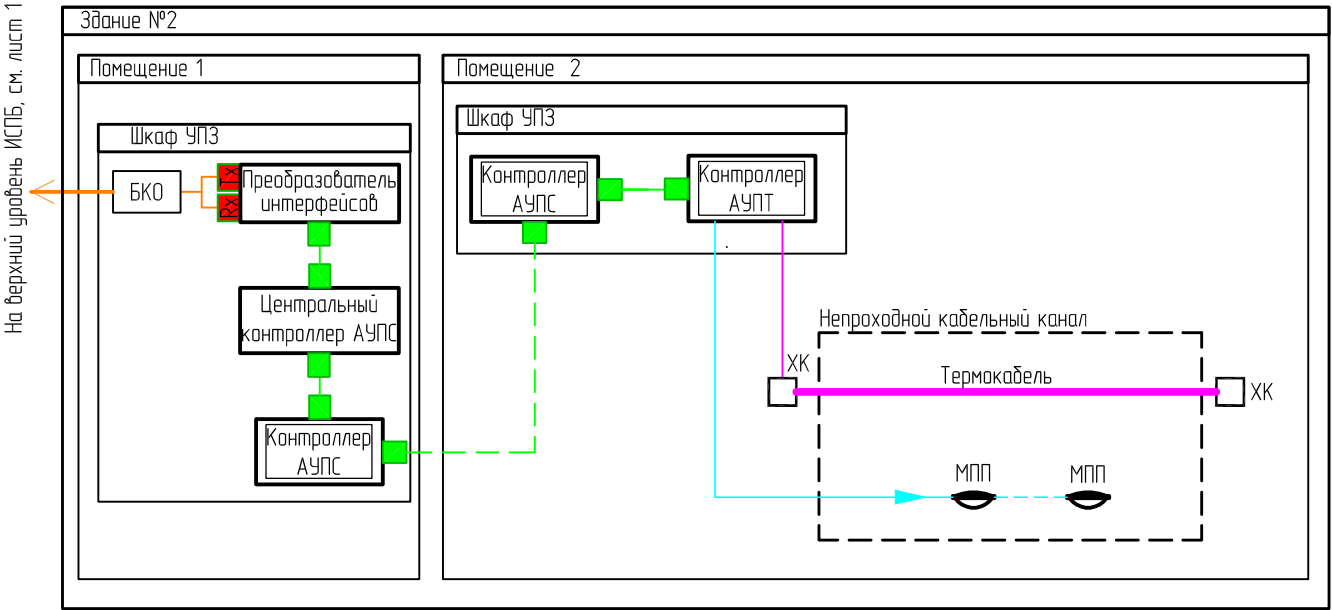 На верхний уровень ИСПБ, см. лист 1
Здание №2
Помещение 1
Шкаф УПЗ
БКО
Tx
Rx
Преобразователь
интерфейсов
Центральный
контроллер АУПС
Контроллер
АУПС
Помещение 2
Шкаф УПЗ
Контроллер
АУПС
Контроллер
АУПТ
Непроходной кабельный канал
ХК
Термокабель
ХК
МПП
МПП